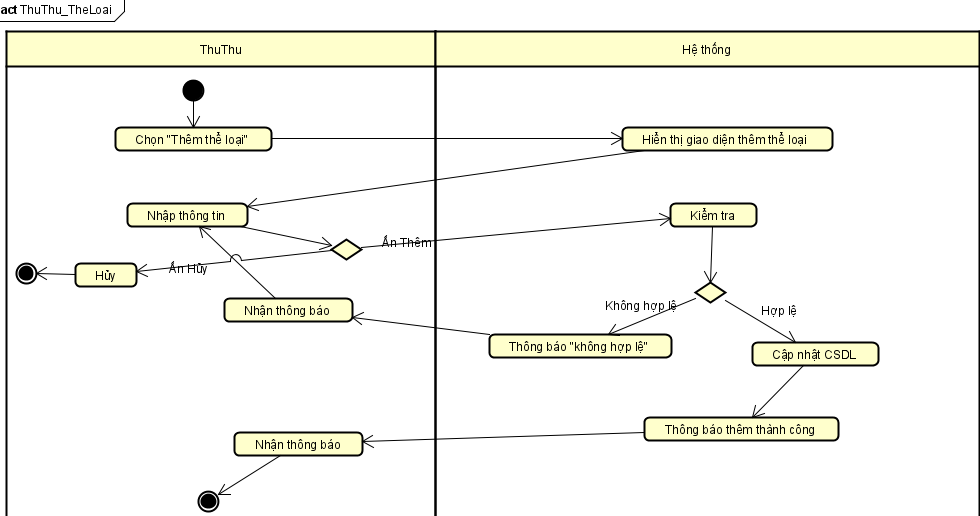 act ThuThu_TheLoai
ThuThu
Hệ thống
Chọn "Thêm thể loại"
Hiển thị giao diện thêm thể loại
Nhập thông tin
Kiểm tra
Ấn Thêm
Ấn Hủy
Hủy
Nhận thông báo
Không hợp lệ
Hợp lệ
Thông báo "không hợp lệ"
Cập nhật CSDL
Thông báo thêm thành công
Nhận thông báo